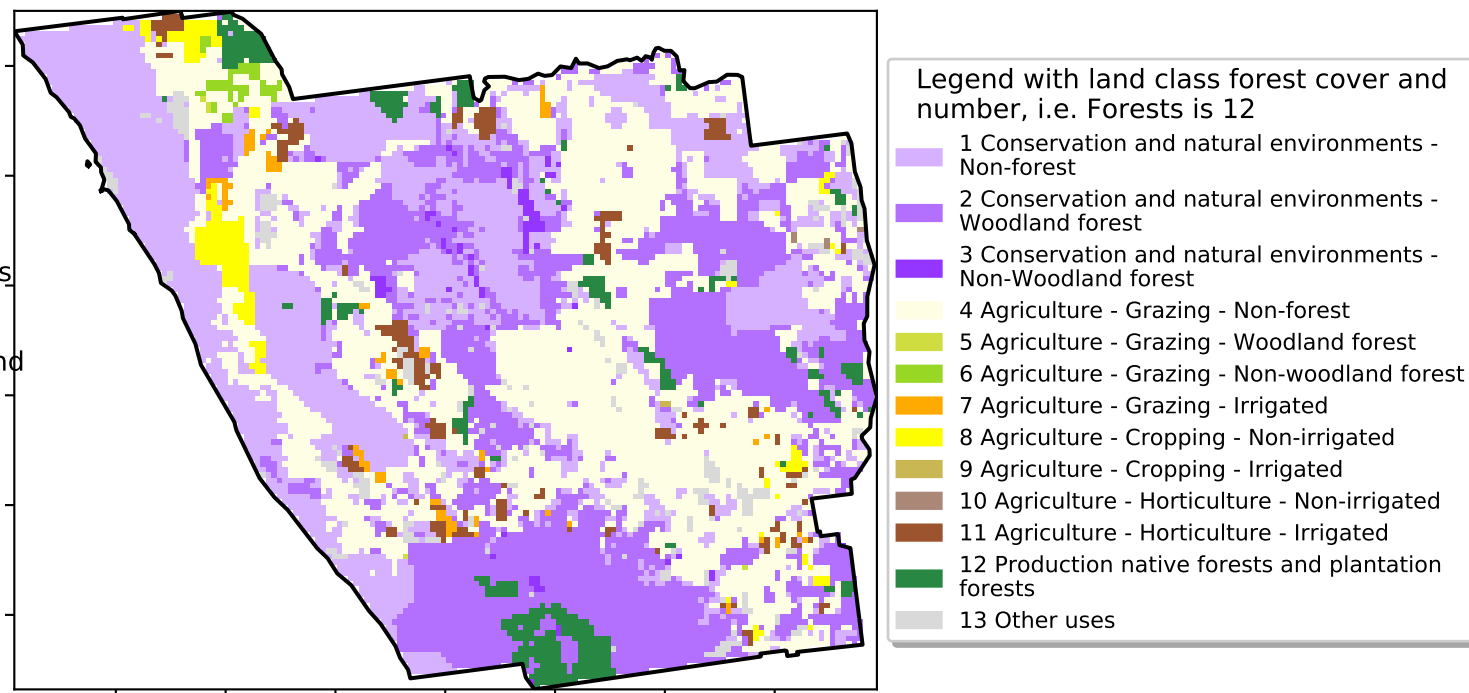 s
nd
Legend with land class forest cover and
number, i.e. Forests is 12
1 Conservation and natural environments -
Non-forest
2 Conservation and natural environments -
Woodland forest
3 Conservation and natural environments -
Non-Woodland forest
4 Agriculture - Grazing - Non-forest
5 Agriculture - Grazing - Woodland forest
6 Agriculture - Grazing - Non-woodland forest
7 Agriculture - Grazing - Irrigated
8 Agriculture - Cropping - Non-irrigated
9 Agriculture - Cropping - Irrigated
10 Agriculture - Horticulture - Non-irrigated
11 Agriculture - Horticulture - Irrigated
12 Production native forests and plantation
forests
13 Other uses